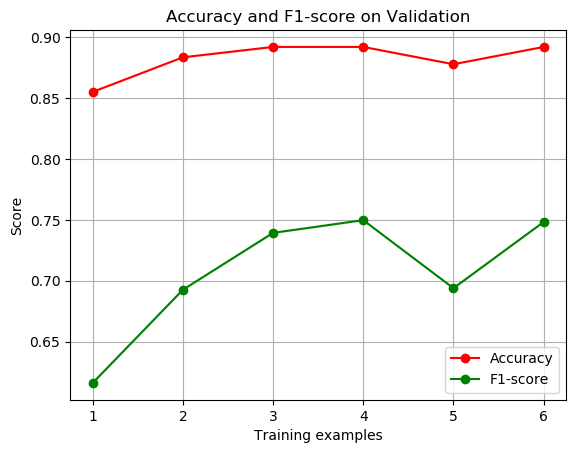 Accuracy and F1-score on Validation
Score
0.90
0.85
0.80
0.75
0.70
0.65
1 2 3 4 5 6
Training examples
Accuracy
F1-score